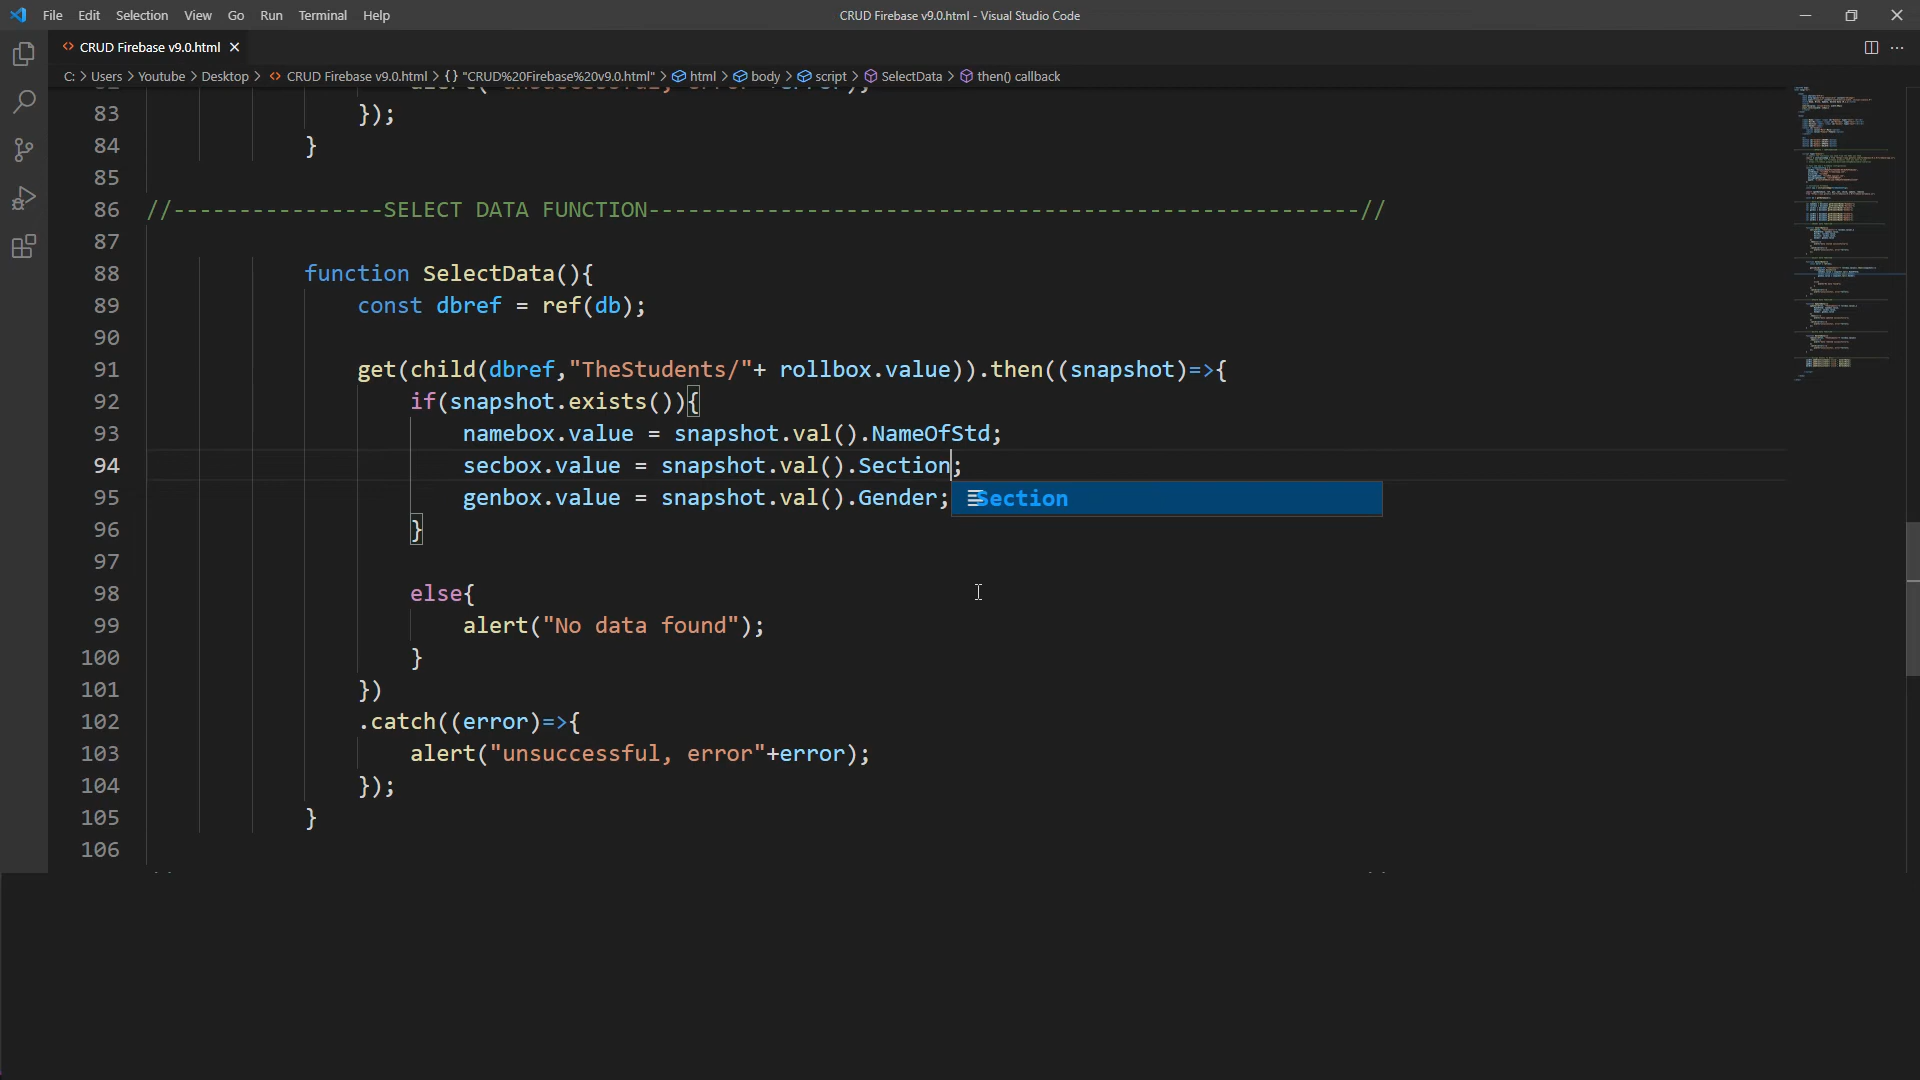 File Edit Selection View Go Run Terminal Help
CRUD Firebase v9.0.html - Visual Studio Code
CRUD Firebase v9.0.html
C: > Users > Youtube > Desktop > CRUD Firebase v9.0.html > {} "CRUD%20Firebase%20v9.0.html" > html > body > script > SelectData > then() callback
83 });
84 }
85
86 //----------------SELECT DATA FUNCTION------------------------------------------------------//
87
88 function SelectData(){
89 const dbref = ref(db);
90
91 get(child(dbref,"TheStudents/"+ rollbox.value)).then((snapshot)=>{
92 if(snapshot.exists()){
93 namebox.value = snapshot.val().NameOfStd;
94 secbox.value = snapshot.val().Section;
95 genbox.value = snapshot.val().Gender;
Section
96 }
97
98 else{
99 alert("No data found");
100 }
101 })
102 .catch((error)=>{
103 alert("unsuccessful, error"+error);
104 });
105 }
106